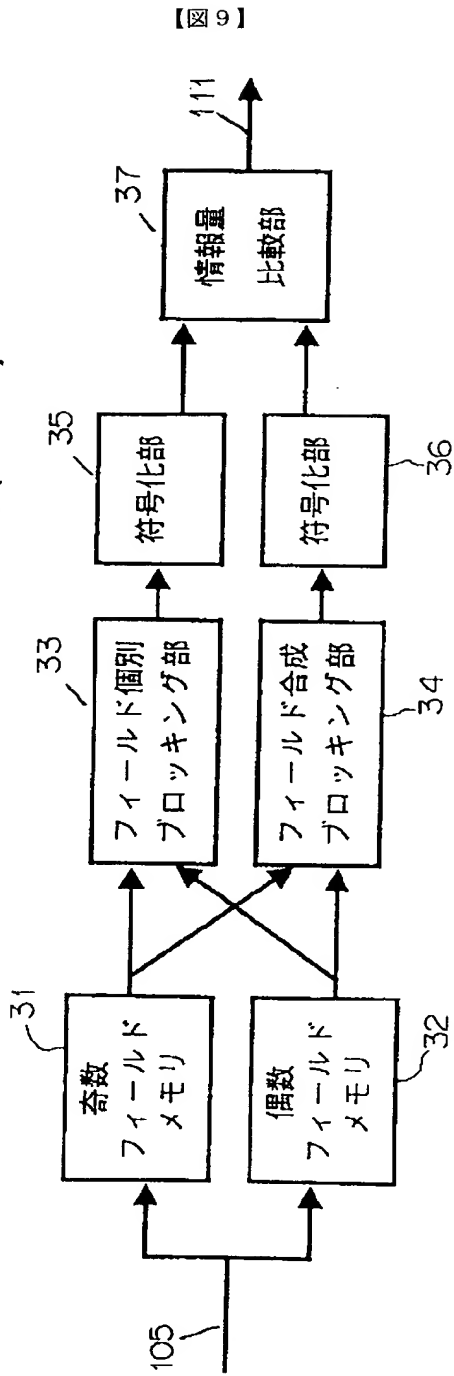 【図9】
105
31
奇数
フィールド
メモリ
偶数
フィールド
メモリ
32
33
フィールド個別
ブロッキング部
フィールド合成
ブロッキング部
34
35
符号化部
符号化部
36
37
情報量
比較部
111